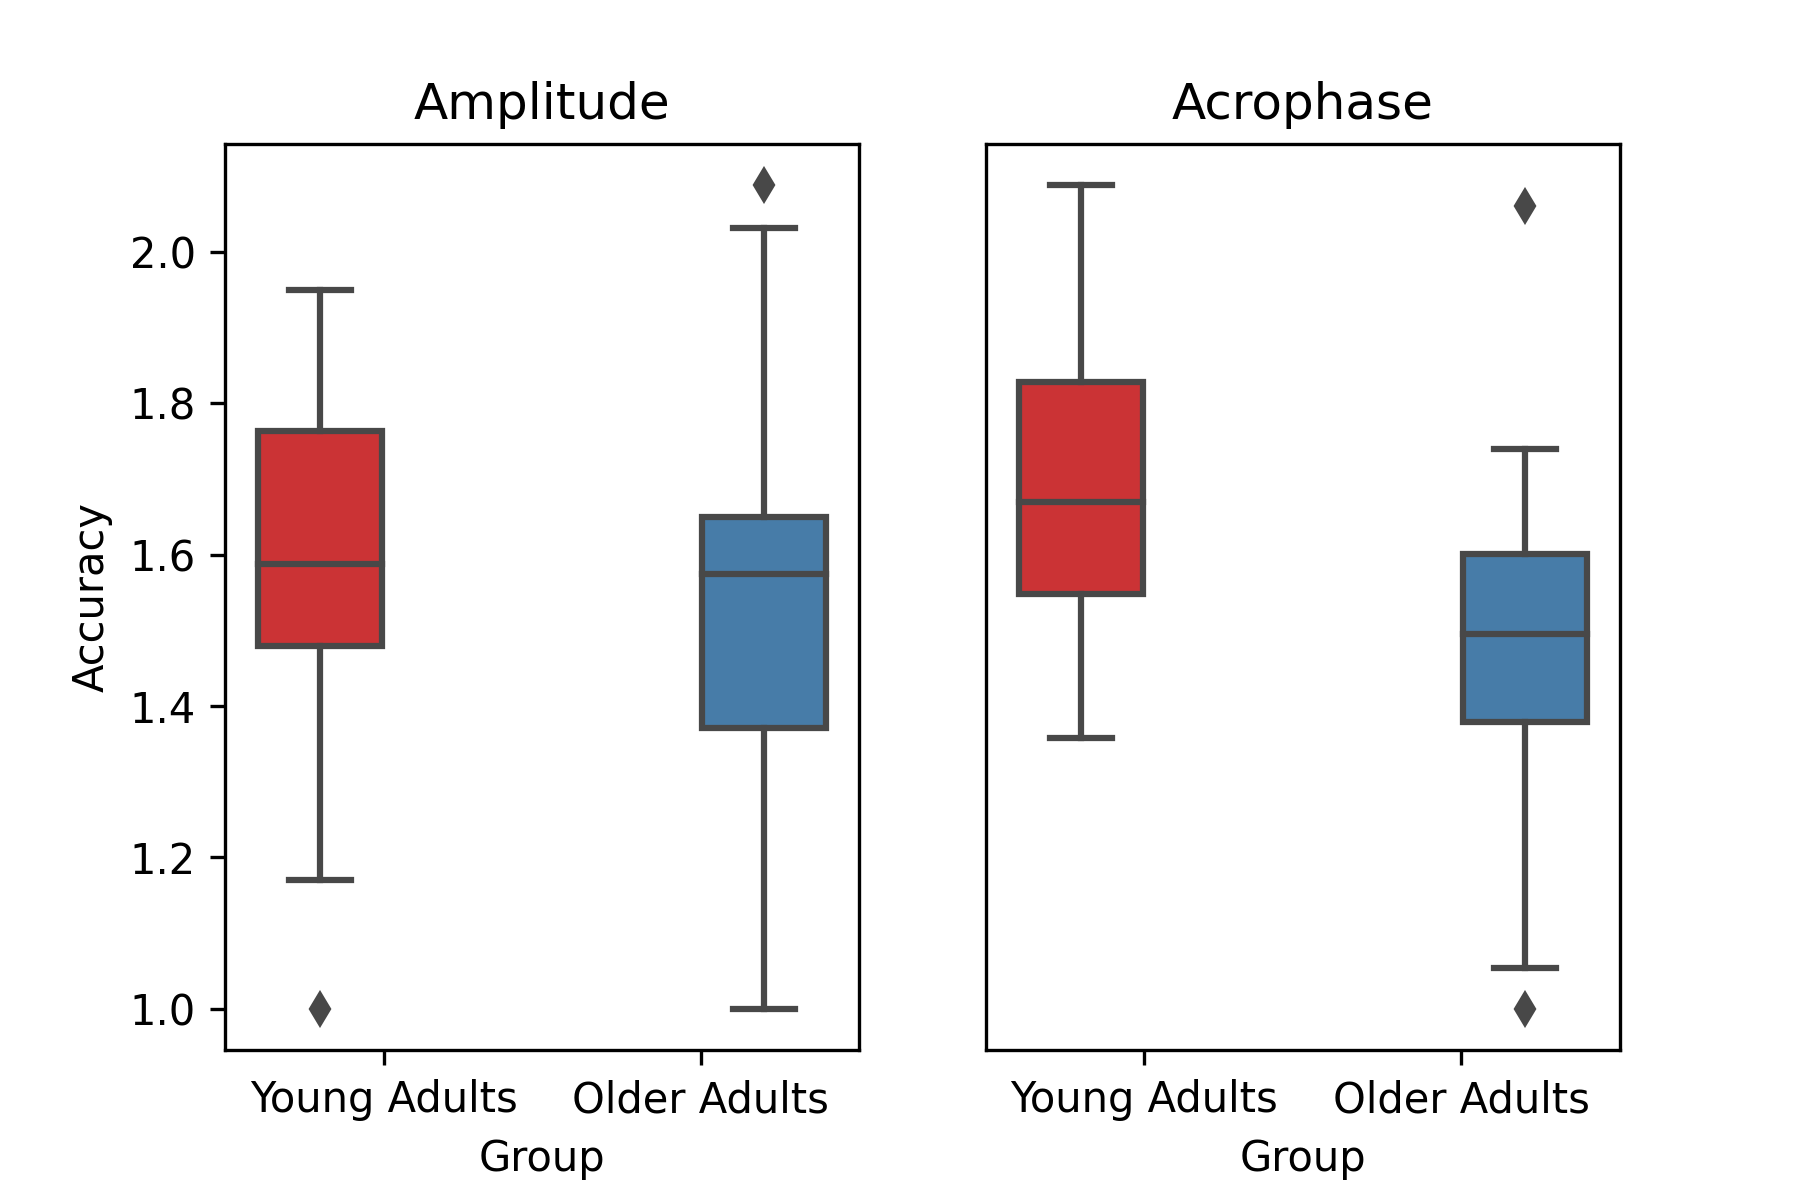 Amplitude
Acrophase
Accuracy
2.0
1.8
1.6
1.4
1.2
1.0
Young Adults
Older Adults
Young Adults
Older Adults
Group
Group